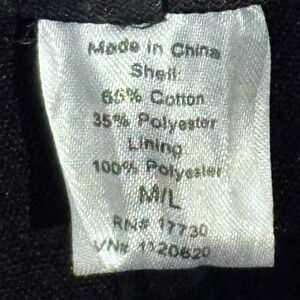 Made in China
Shell:
65% Cotton
35% Polyester
Lining
100% Polyester
M/L
RN# 17730
VN# 1120620